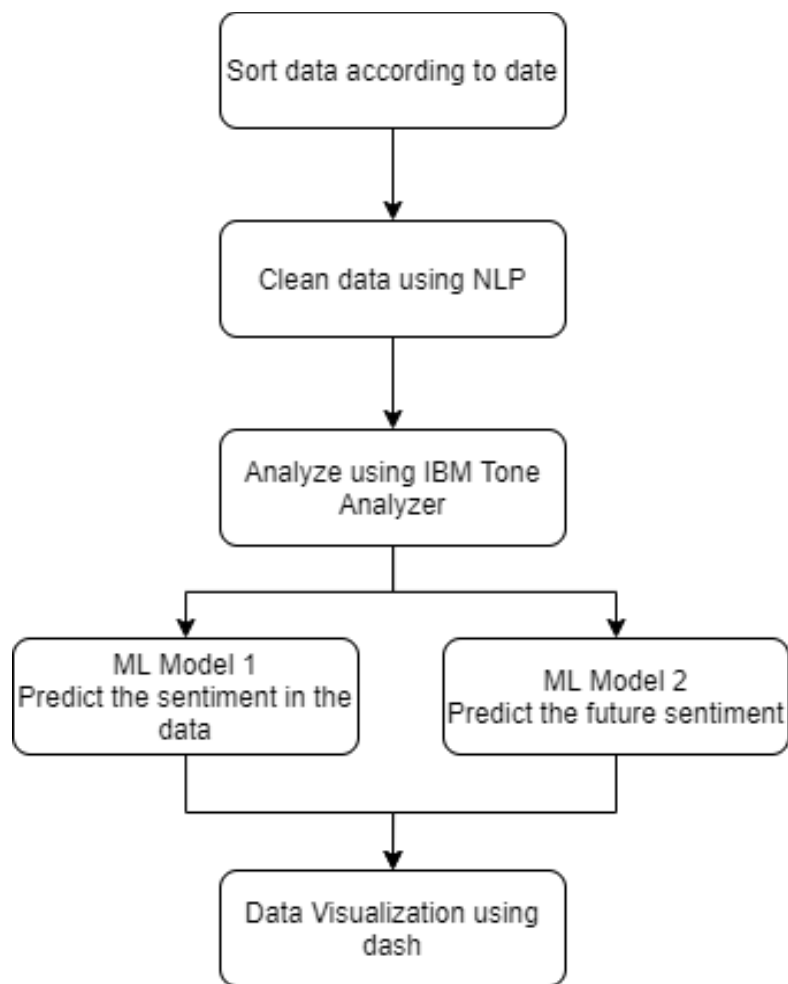 Sort data according to date
Clean data using NLP
Analyze using IBM Tone
Analyzer
ML Model 1
Predict the sentiment in the
data
ML Model 2
Predict the future sentiment
Data Visualization using
dash